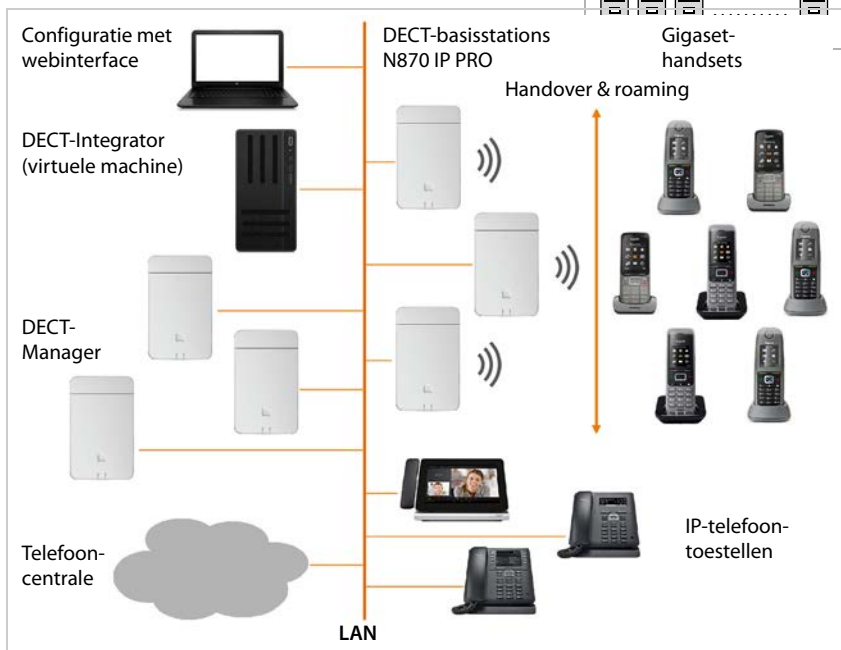 Configuratie met
webinterface
DECT-basisstations
N870 IP PRO
Gigaset-
handsets
Handover & roaming
DECT-Integrator
(virtuele machine)
DECT-
Manager
Telefoon-
centrale
IP-telefoon-
toestellen
LAN